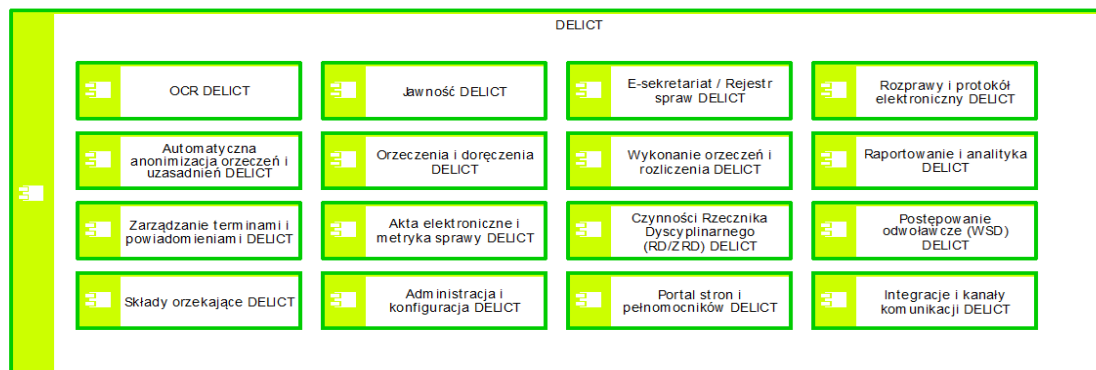 DELICT
OCR DELICT
Jawność DELICT
E-sekretariat / Rejestr
spraw DELICT
Rozprawy i protokół
elektroniczny DELICT
Automatyczna
anonimizacja orzeczeń i
uzasadnień DELICT
Orzeczenia i doręczenia
DELICT
Wykonanie orzeczeń i
rozliczenia DELICT
Raportowanie i analityka
DELICT
Zarządzanie terminami i
powiadomieniami DELICT
Akta elektroniczne i
metryka sprawy DELICT
Czynności Rzecznika
Dyscyplinarnego
(RD/ZRD) DELICT
Postępowanie
odwoławcze (WSD)
DELICT
Składy orzekające DELICT
Administracja i
konfiguracja DELICT
Portal stron i
pełnomocników DELICT
Integracje i kanały
komunikacji DELICT